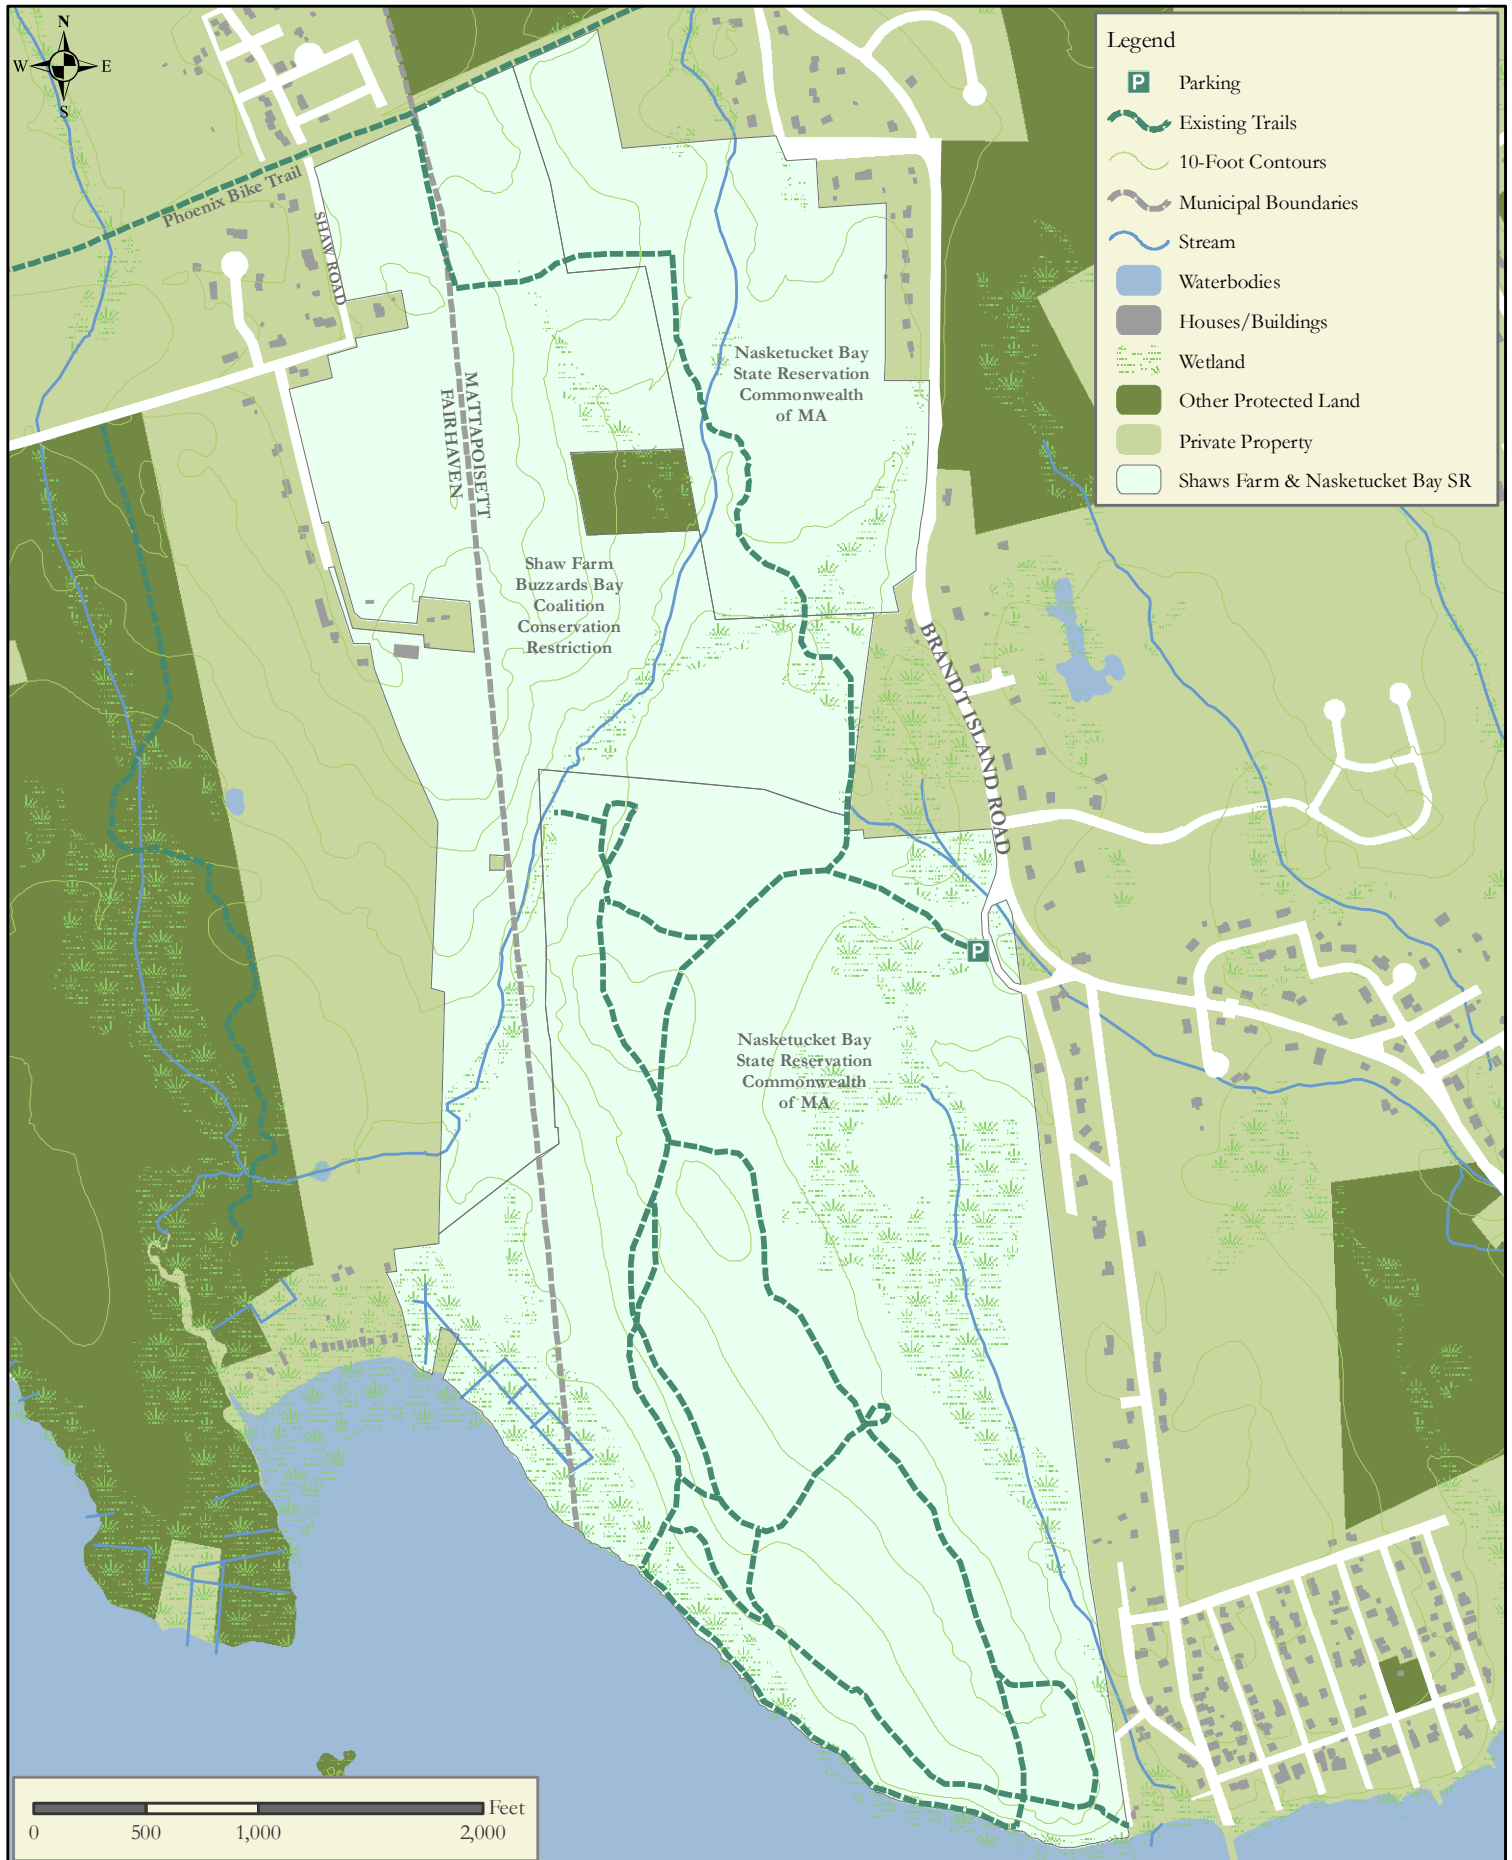 N
W
E
S
Legend
P
Parking
Existing Trails
10-Foot Contours
Municipal Boundaries
Stream
Waterbodies
Houses/Buildings
Wetland
Other Protected Land
Private Property
Shaws Farm & Nasketucket Bay SR
Phoenix Bike Trail
SHAW ROAD
MATTAPOISETT
FAIRHAVEN
Nasketucket Bay
State Reservation
Commonwealth
of MA
Shaw Farm
Buzzards Bay
Coalition
Conservation
Restriction
BRANDT ISLAND ROAD
P
Nasketucket Bay
State Reservation
Commonwealth
of MA
Feet
0
500
1,000
2,000